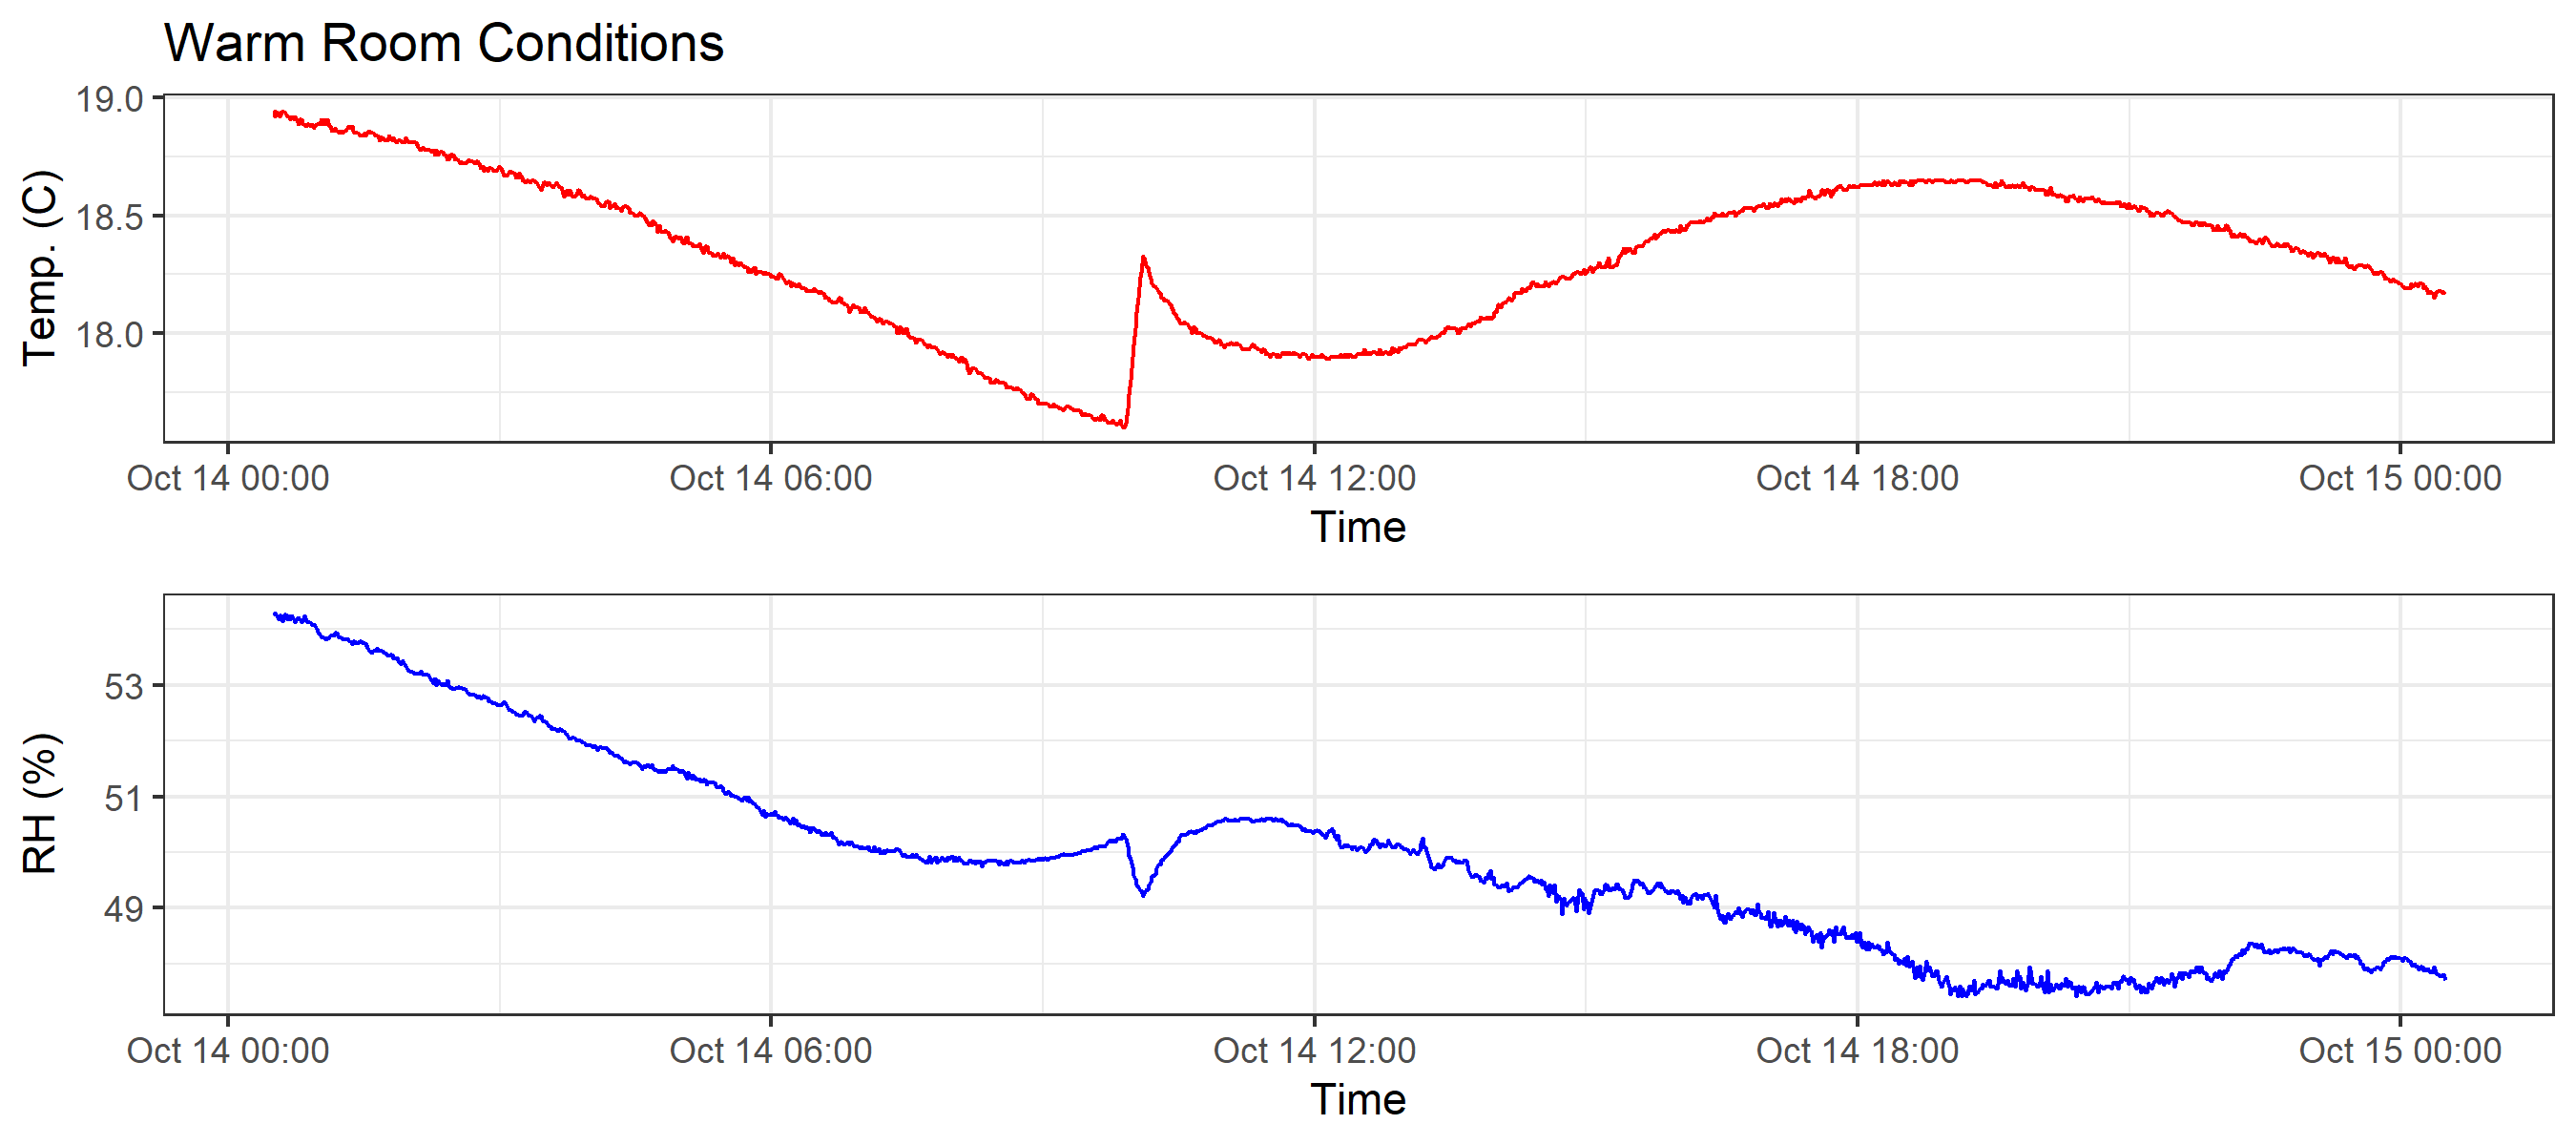 Warm Room Conditions
19.0
18.5
18.0
Temp. (C)
Oct 14 00:00 Oct 14 06:00 Oct 14 12:00 Oct 14 18:00 Oct 15 00:00
Time
53
51
49
RH (%)
Oct 14 00:00 Oct 14 06:00 Oct 14 12:00 Oct 14 18:00 Oct 15 00:00
Time